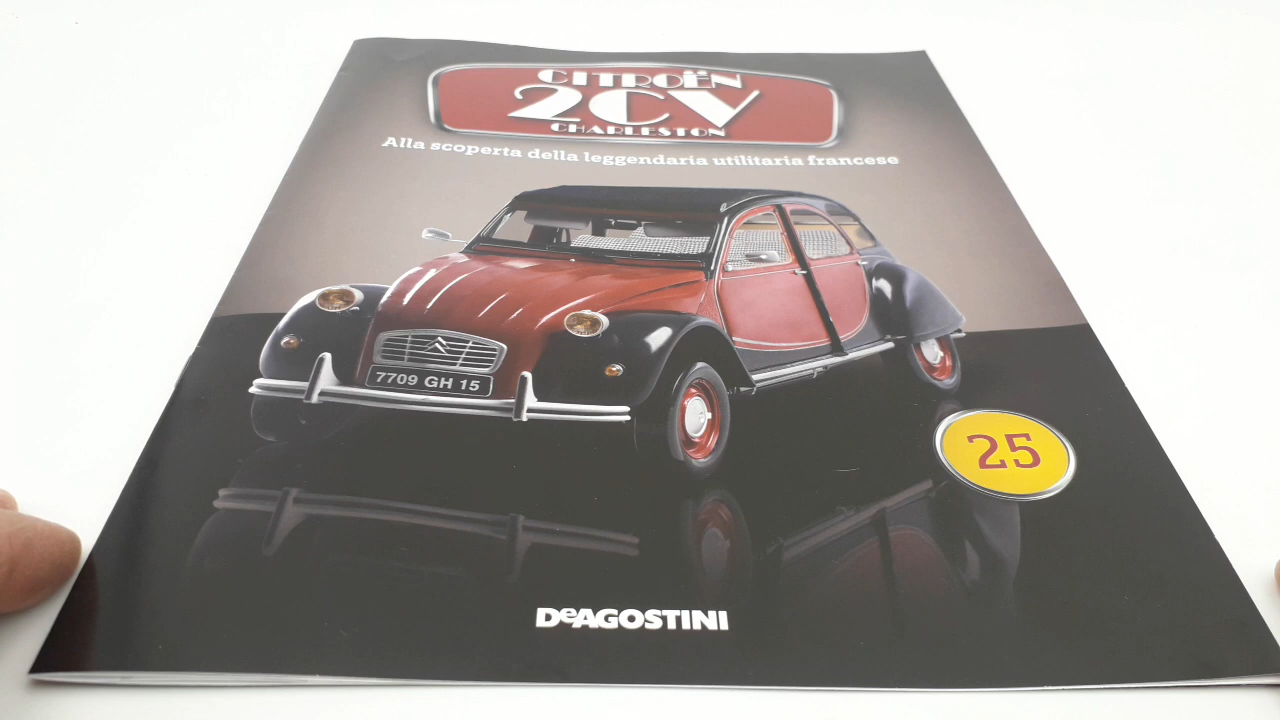 CITROËN
2CV
CHARLESTON
Alla scoperta della leggendaria utilitaria francese
7709 GH 15
25
DeAGOSTINI